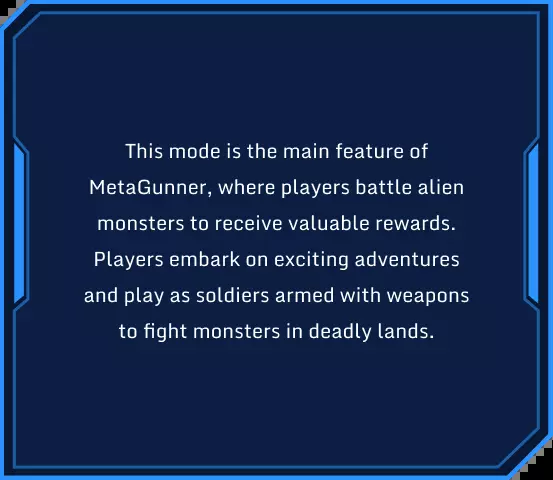 This mode is the main feature of
MetaGunner, where players battle alien
monsters to receive valuable rewards.
Players embark on exciting adventures
and play as soldiers armed with weapons
to fight monsters in deadly lands.